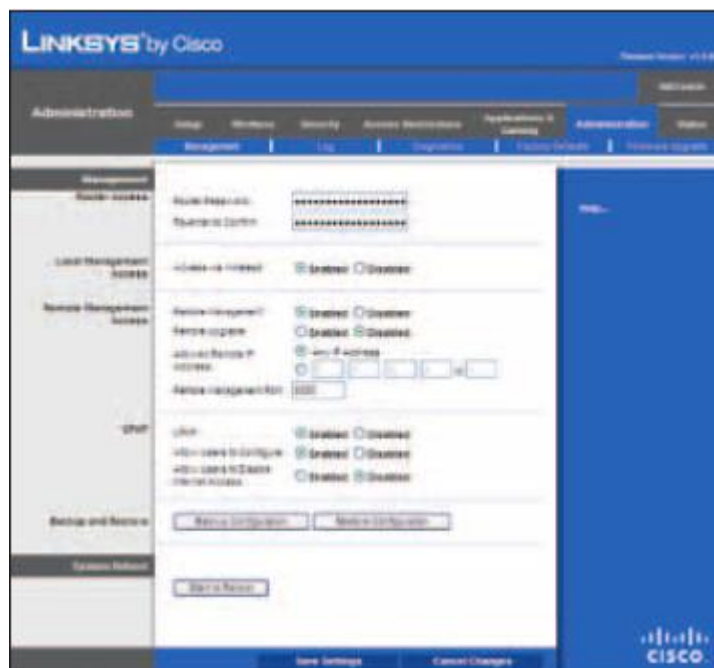 LINKSYS by Cisco
Firmware Version
Administration
Setup Wireless Security Access Restrictions Applications & Gaming Administration Status
Management Log Diagnostics Factory Defaults Firmware Upgrade
Management
Router Access
Router Password
Re-enter to Confirm
Local Management Access
Access via Wireless
Enabled Disabled
Remote Management Access
Remote Management
Enabled Disabled
Remote Upgrade
Enabled Disabled
Allowed Remote IP Address:
Any IP Address
Remote Management Port
UPnP
UPnP
Enabled Disabled
Allow Users to Configure
Enabled Disabled
Allow Users to Disable Internet Access
Enabled Disabled
Backup and Restore
Backup Configuration Restore Configuration
System Reboot
Start to Reboot
Help...
Save Settings Cancel Changes
CISCO